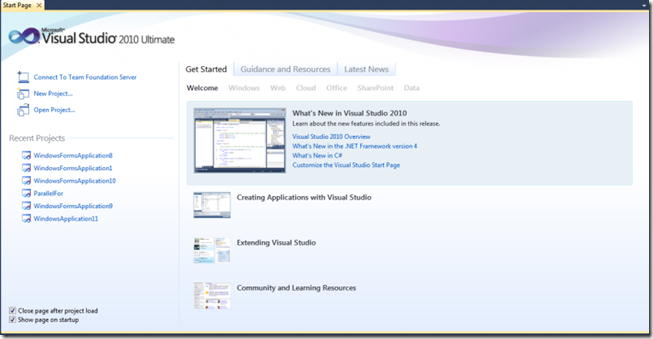 Start Page
Microsoft
Visual Studio 2010 Ultimate
Connect To Team Foundation Server
New Project...
Open Project...
Recent Projects
WindowsFormsApplication8
WindowsFormsApplication1
WindowsFormsApplication10
ParallelFor
WindowsFormsApplication9
WindowsApplication11
Close page after project load
Show page on startup
Get Started Guidance and Resources Latest News
Welcome Windows Web Cloud Office SharePoint Data
What's New in Visual Studio 2010
Learn about the new features included in this release.
Visual Studio 2010 Overview
What's New in the .NET Framework version 4
What's New in C#
Customize the Visual Studio Start Page
Creating Applications with Visual Studio
Extending Visual Studio
Community and Learning Resources